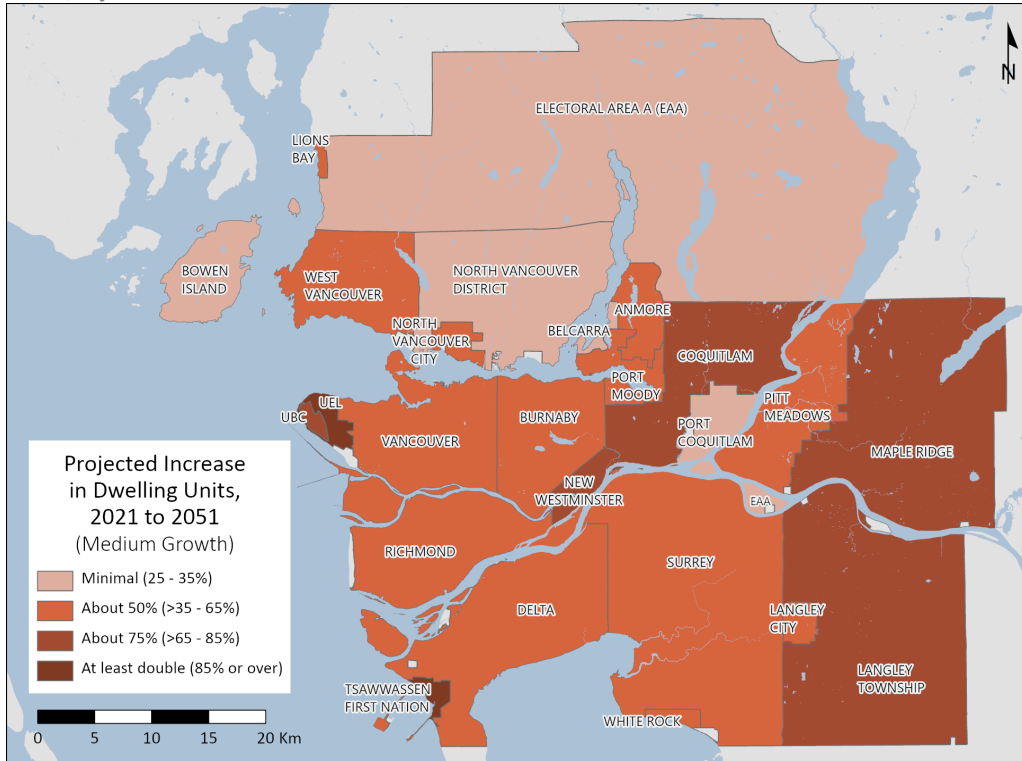 N
ELECTORAL AREA A (EAA)
LIONS
BAY
BOWEN
ISLAND
WEST
VANCOUVER
NORTH VANCOUVER
DISTRICT
NORTH
VANCOUVER
CITY
BELCARRA
ANMORE
COQUITLAM
PORT
MOODY
UBC
UEL
VANCOUVER
BURNABY
PORT
COQUITLAM
PITT
MEADOWS
MAPLE RIDGE
NEW
WESTMINSTER
EAA
RICHMOND
SURREY
DELTA
LANGLEY
CITY
LANGLEY
TOWNSHIP
TSAWWASSEN
FIRST NATION
WHITE ROCK
Projected Increase
in Dwelling Units,
2021 to 2051
(Medium Growth)
Minimal (25 - 35%)
About 50% (>35 - 65%)
About 75% (>65 - 85%)
At least double (85% or over)
0 5 10 15 20 Km